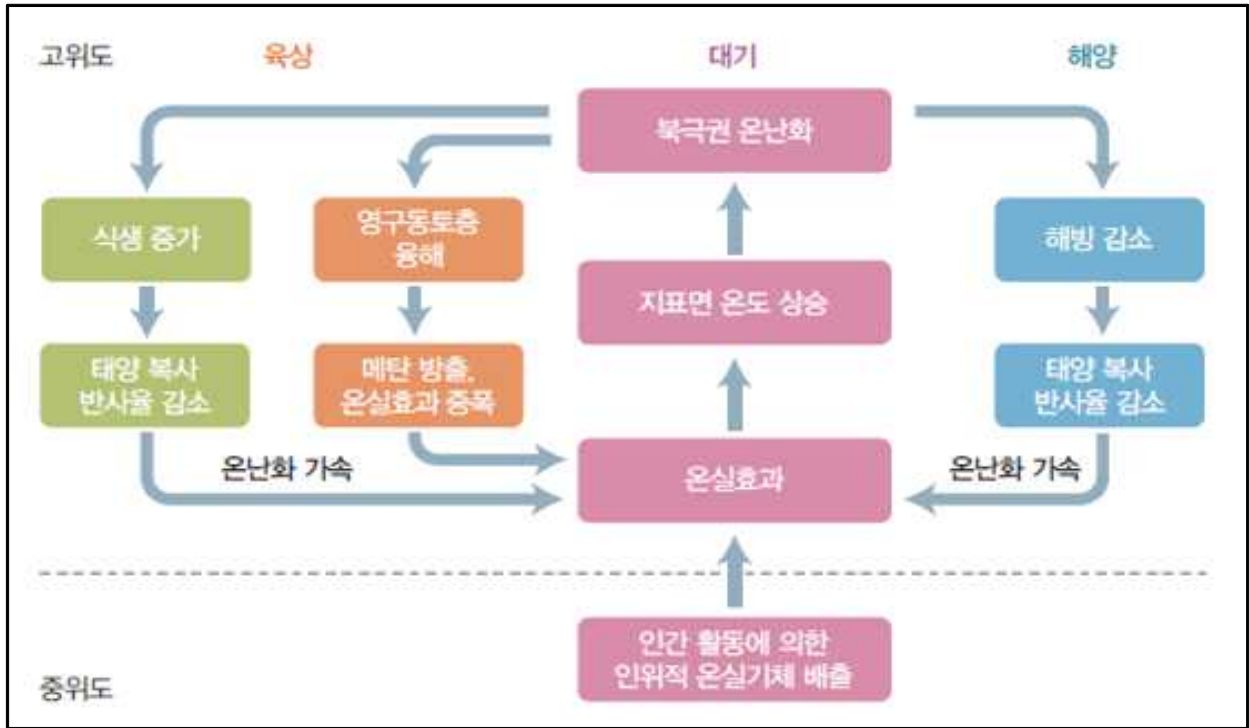 고위도
육상
대기
해양
북극권 온난화
식생 증가
영구동토층
융해
해빙 감소
지표면 온도 상승
태양 복사
반사율 감소
메탄 방출,
온실효과 증폭
태양 복사
반사율 감소
온난화 가속
온실효과
온난화 가속
인간 활동에 의한
인위적 온실기체 배출
중위도